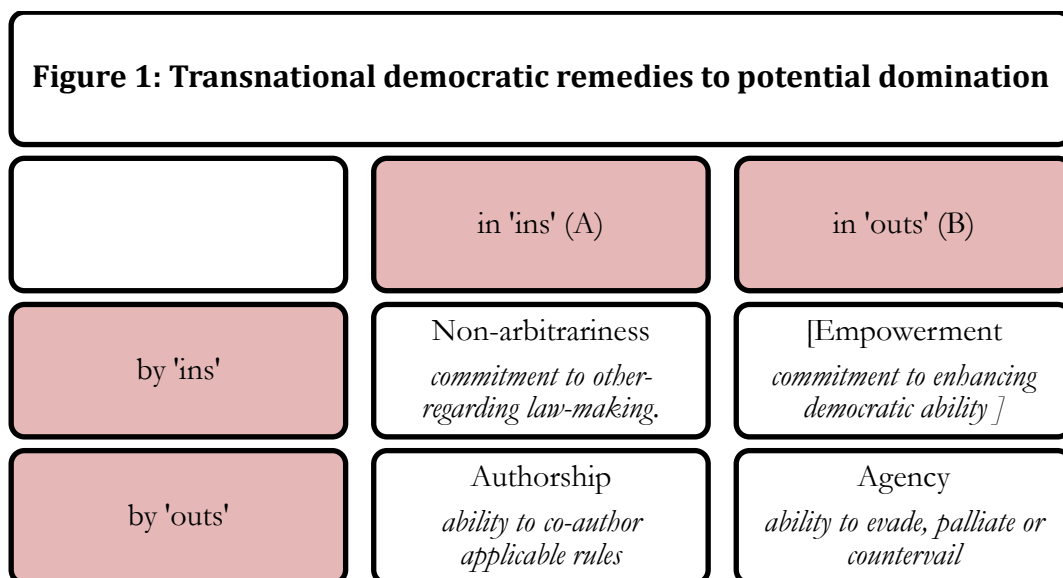 Figure 1: Transnational democratic remedies to potential domination
in 'ins' (A)
in 'outs' (B)
by 'ins'
Non-arbitrariness
commitment to other-
regarding law-making.
[Empowerment
commitment to enhancing
democratic ability ]
by 'outs'
Authorship
ability to co-author
applicable rules
Agency
ability to evade, palliate or
countervail